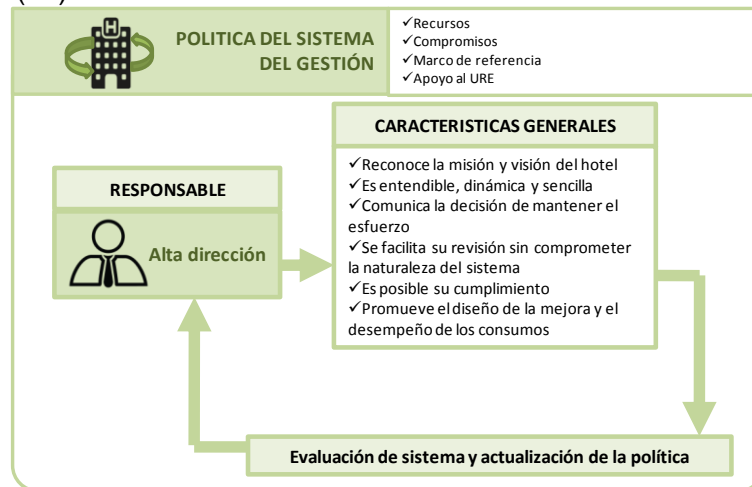 H
POLITICA DEL SISTEMA
DEL GESTIÓN
✓Recursos
✓Compromisos
✓Marco de referencia
✓Apoyo al URE
CARACTERISTICAS GENERALES
✓Reconoce la misión y visión del hotel
✓Es entendible, dinámica y sencilla
✓Comunica la decisión de mantener el
esfuerzo
✓Se facilita su revisión sin comprometer
la naturaleza del sistema
✓Es posible su cumplimiento
✓Promueve el diseño de la mejora y el
desempeño de los consumos
RESPONSABLE
Alta dirección
Evaluación de sistema y actualización de la política